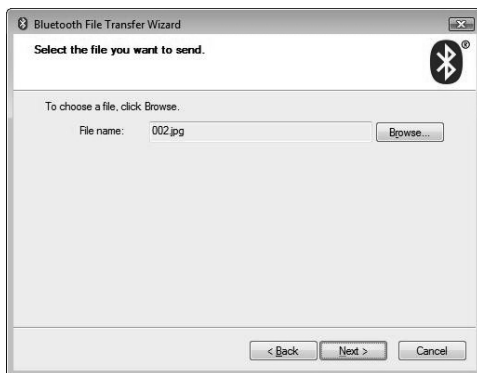 Bluetooth File Transfer Wizard
Select the file you want to send.
®
To choose a file, click Browse.
File name: 002.jpg Browse...
< Back Next > Cancel